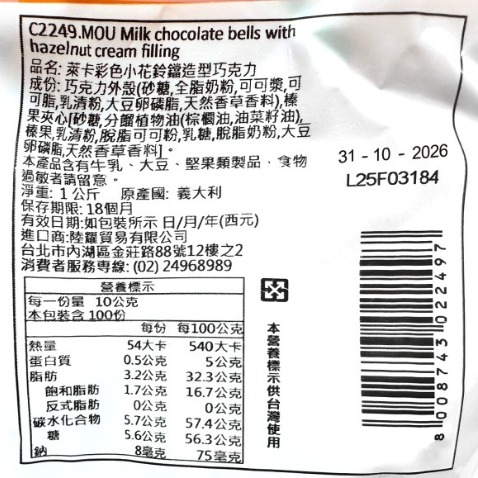 C2249.MOU Milk chocolate bells with
hazelnut cream filling
品名: 萊卡彩色小花鈴鐺造型巧克力
成份: 巧克力外殼(砂糖,全脂奶粉,可可漿,可
可脂,乳清粉,大豆卵磷脂,天然香草香料),榛
果夾心[砂糖,分餾植物油(棕櫚油,油菜籽油),
榛果,乳清粉,脫脂可可粉,乳糖,脫脂奶粉,大豆
卵磷脂,天然香草香料]。
本產品含有牛乳、大豆、堅果類製品，食物
過敏者請留意。
淨重: 1公斤 原產國: 義大利
保存期限: 18個月
有效日期:如包裝所示 日/月/年(西元)
進口商:陸羅貿易有限公司
台北市內湖區金莊路88號12樓之2
消費者服務專線: (02) 24968989
31 - 10 - 2026
L25F03184
營養標示
每一份量 10公克
本包裝含 100份
每份 每100公克
熱量 54大卡 540大卡
蛋白質 0.5公克 5公克
脂肪 3.2公克 32.3公克
飽和脂肪 1.7公克 16.7公克
反式脂肪 0公克 0公克
碳水化合物 5.7公克 57.4公克
糖 5.6公克 56.3公克
鈉 8毫克 75毫克
本營養標示供台灣使用
8 008743 022497